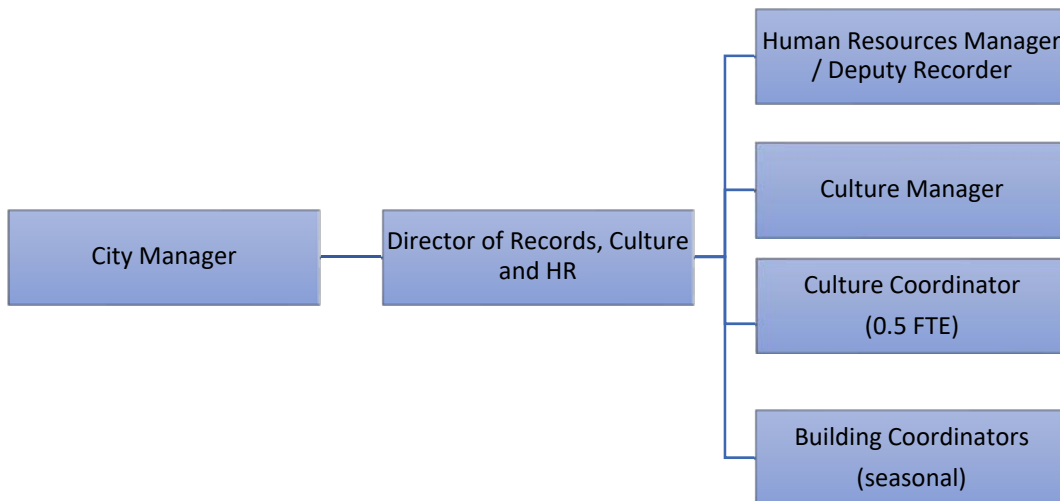 Human Resources Manager
/ Deputy Recorder
Culture Manager
City Manager
Director of Records, Culture
and HR
Culture Coordinator
(0.5 FTE)
Building Coordinators
(seasonal)